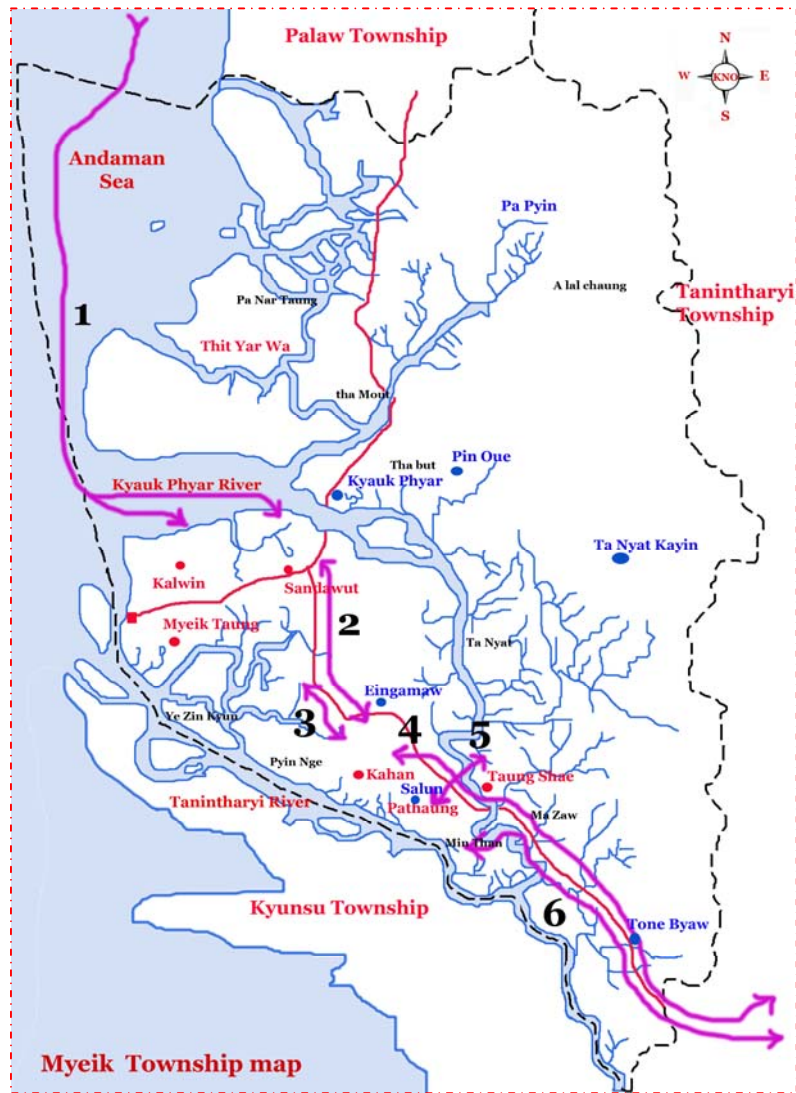 Palaw Township
N
W
KNO
E
S
Andaman
Sea
Pa Pyin
A lal chaung
Tanintharyi
Township
Pa Nar Taung
1
Thit Yar Wa
tha Mout
Pin Oue
Tha but
Kyauk Phyar
Kyauk Phyar River
Ta Nyat Kayin
Kalwin
Sandawut
Myeik Taung
2
Ta Nyat
Eingamaw
Ye Zin Kyun
3
4
5
Pyin Nge
Kahan
Taung Shae
Salun
Tanintharyi River
Pathaung
Ma Zaw
Min Than
Kyunsu Township
6
Tone Byaw
Myeik Township map